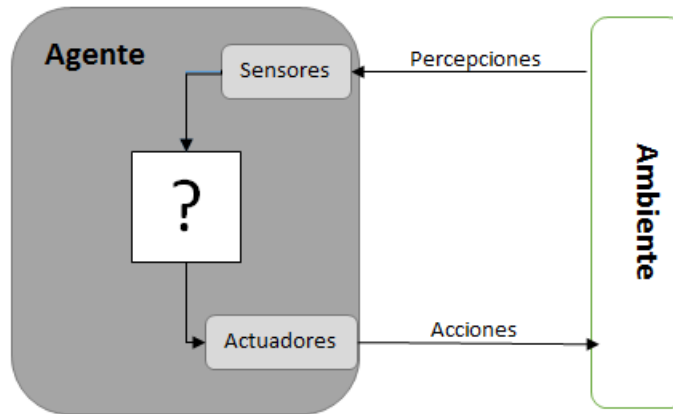 Agente
Sensores
Percepciones
?
Ambiente
Actuadores
Acciones